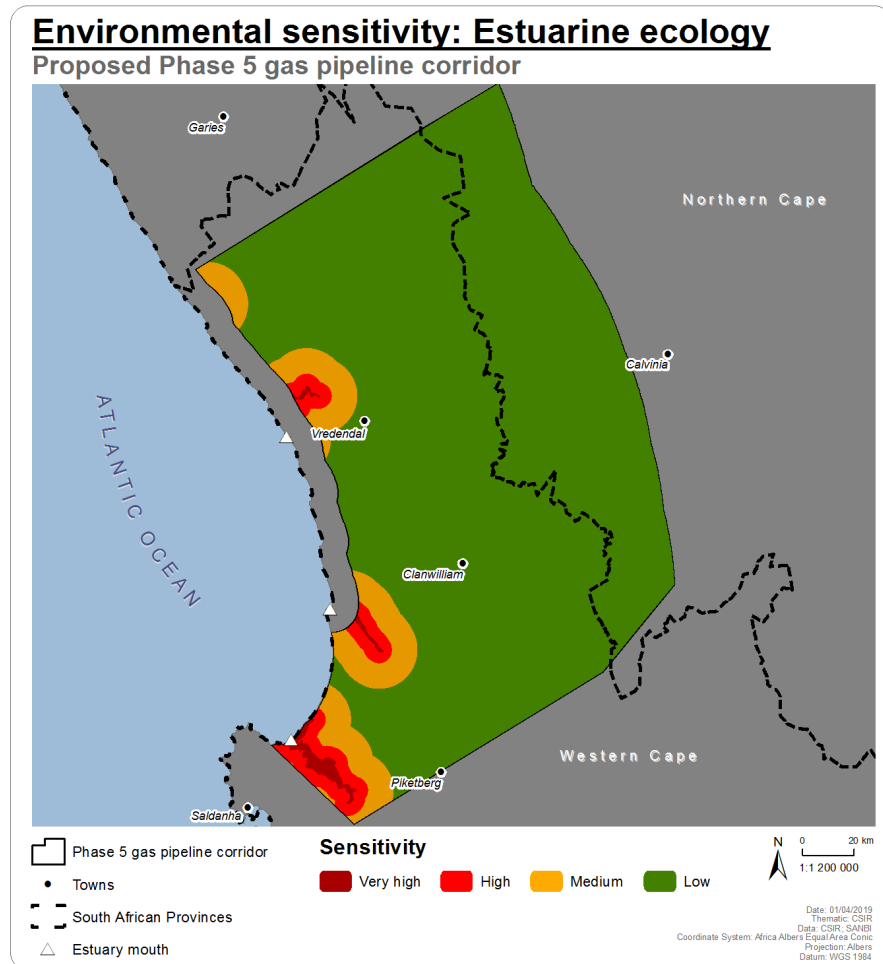 Environmental sensitivity: Estuarine ecology
Proposed Phase 5 gas pipeline corridor
Garies
Northern Cape
Calvinia
ATLANTIC OCEAN
Vredendal
Clanwilliam
Western Cape
Piketberg
Saldanha
Phase 5 gas pipeline corridor
Towns
South African Provinces
Estuary mouth
Sensitivity
Very high
High
Medium
Low
N
0 20 km
1:1 200 000
Date: 01/04/2019
Thematic: CSIR
Data: CSIR; SANBI
Coordinate System: Africa Albers Equal Area Conic
Projection: Albers
Datum: WGS 1984